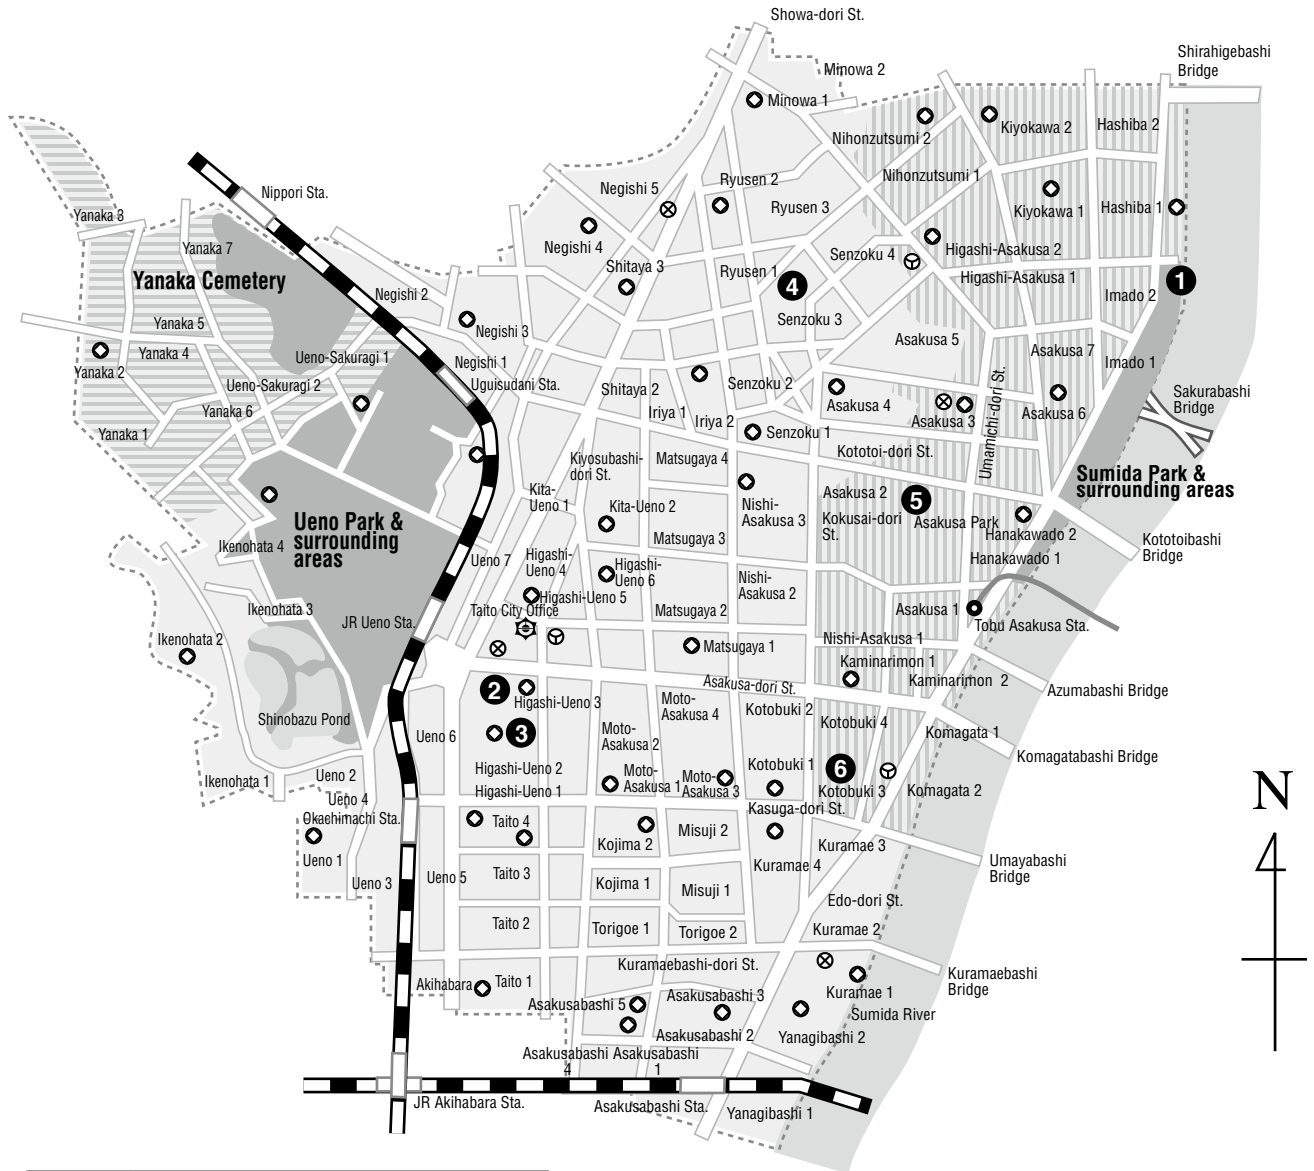 Showa-dori St.
Shirahigebashi
Bridge
Minowa 2
Minowa 1
Nihonzutsumi 2
Kiyokawa 2
Hashiba 2
Nippori Sta.
Negishi 5
Ryusen 2
Nihonzutsumi 1
Yanaka 3
Ryusen 3
Kiyokawa 1
Hashiba 1
Yanaka 7
Negishi 4
Senzoku 4
Higashi-Asakusa 2
Yanaka Cemetery
Shitaya 3
Ryusen 1
4
Higashi-Asakusa 1
1
Negishi 2
Imado 2
Yanaka 5
Negishi 3
Senzoku 3
Yanaka 4
Ueno-Sakuragi 1
Negishi 1
Asakusa 5
Asakusa 7
Imado 1
Yanaka 2
Ueno-Sakuragi 2
Uguisudani Sta.
Shitaya 2
Senzoku 2
Umamichi-dori St.
Sakurabashi
Bridge
Yanaka 6
Iriya 1
Iriya 2
Asakusa 4
Asakusa 3
Asakusa 6
Yanaka 1
Senzoku 1
Kototoi-dori St.
Kiyosubashi-
dori St.
Matsugaya 4
Sumida Park &
surrounding areas
Kita-
Ueno 1
Asakusa 2
5
Kita-Ueno 2
Nishi-
Asakusa 3
Kokusai-dori
St.
Asakusa Park
Ueno Park &
surrounding
areas
Ikenohata 4
Matsugaya 3
Hanakawado 2
Kototoibashi
Bridge
Ueno 7
Higashi-
Ueno 4
Higashi-
Ueno 6
Hanakawado 1
Nishi-
Asakusa 2
Ikenohata 3
Higashi-Ueno 5
Taito City Office
Matsugaya 2
Asakusa 1
JR Ueno Sta.
Tobu Asakusa Sta.
Ikenohata 2
Matsugaya 1
Nishi-Asakusa 1
Kaminarimon 1
2
Asakusa-dori St.
Kaminarimon 2
Azumabashi Bridge
Higashi-Ueno 3
Moto-
Asakusa 4
Kotobuki 2
Shinobazu Pond
Kotobuki 4
Ueno 6
3
Moto-
Asakusa 2
Komagata 1
Komagatabashi Bridge
Ikenohata 1
Ueno 2
Higashi-Ueno 2
Moto-
Asakusa 1
Moto-
Asakusa 3
Kotobuki 1
6
Higashi-Ueno 1
Kotobuki 3
Komagata 2
N
Ueno 4
Okachimachi Sta.
Taito 4
Kasuga-dori St.
Misuji 2
Kojima 2
Kuramae 3
Umayabashi
Bridge
Ueno 1
Kuramae 4
Ueno 3
Ueno 5
Taito 3
Kojima 1
Misuji 1
Edo-dori St.
Taito 2
Torigoe 1
Torigoe 2
Kuramae 2
Kuramaebashi-dori St.
Kuramaebashi
Bridge
Akihabara
Taito 1
Asakusabashi 5
Asakusabashi 3
Kuramae 1
Sumida River
Asakusabashi 2
Yanagibashi 2
Asakusabashi
4
Asakusabashi
1
JR Akihabara Sta.
Asakusabashi Sta.
Yanagibashi 1